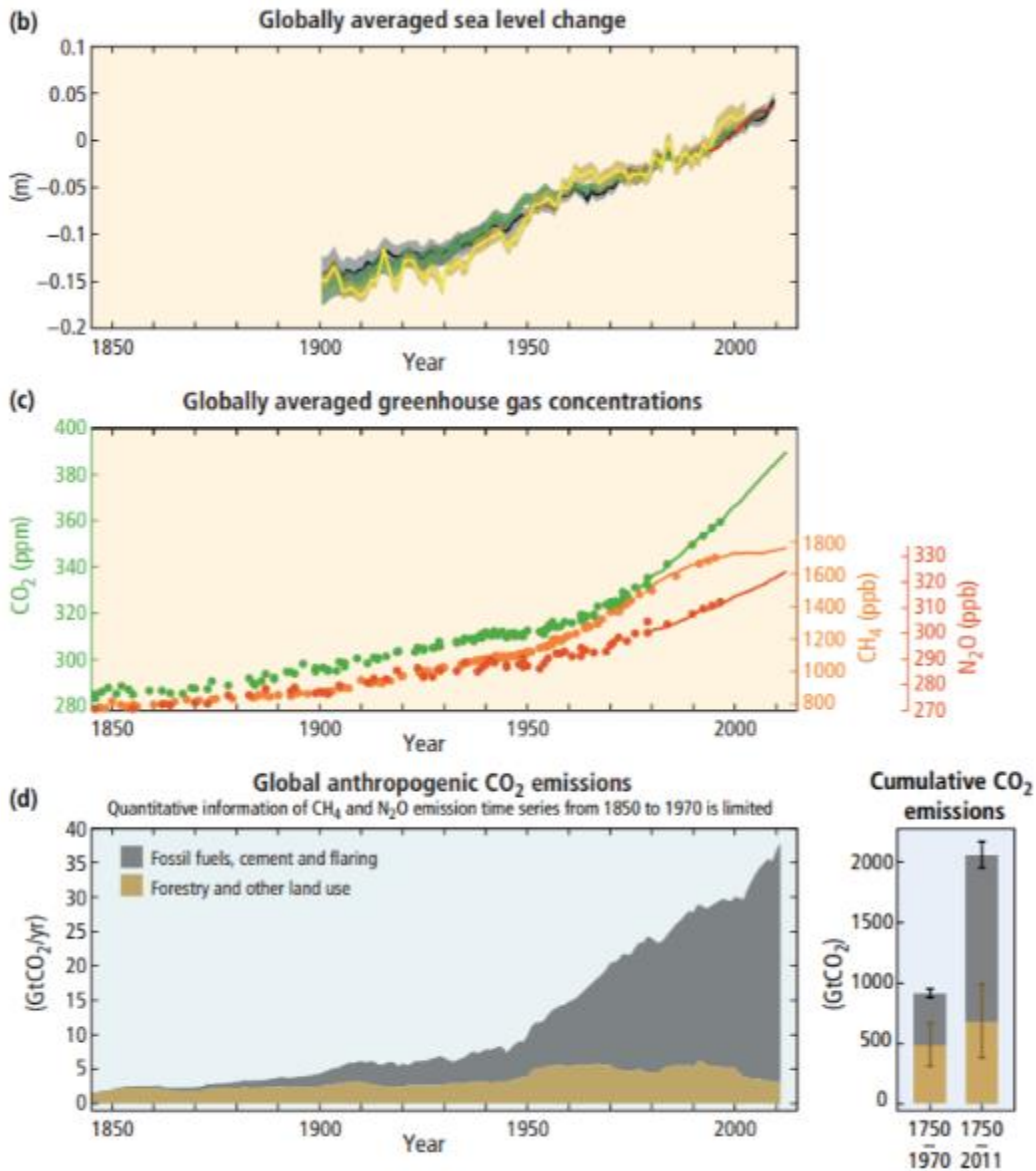 (b) Globally averaged sea level change
0.1
0.05
0
−0.05
−0.1
−0.15
−0.2
(m)
1850 1900 1950 2000
Year
(c) Globally averaged greenhouse gas concentrations
400
380
360
340
320
300
280
CO₂ (ppm)
1800
1600
1400
1200
1000
800
CH₄ (ppb)
330
320
310
300
290
280
270
N₂O (ppb)
1850 1900 1950 2000
Year
(d) Global anthropogenic CO₂ emissions
Quantitative information of CH₄ and N₂O emission time series from 1850 to 1970 is limited
40
35
30
25
20
15
10
5
0
(GtCO₂/yr)
Fossil fuels, cement and flaring
Forestry and other land use
1850 1900 1950 2000
Year
Cumulative CO₂
emissions
2000
1500
1000
500
0
(GtCO₂)
1750 1750
– –
1970 2011